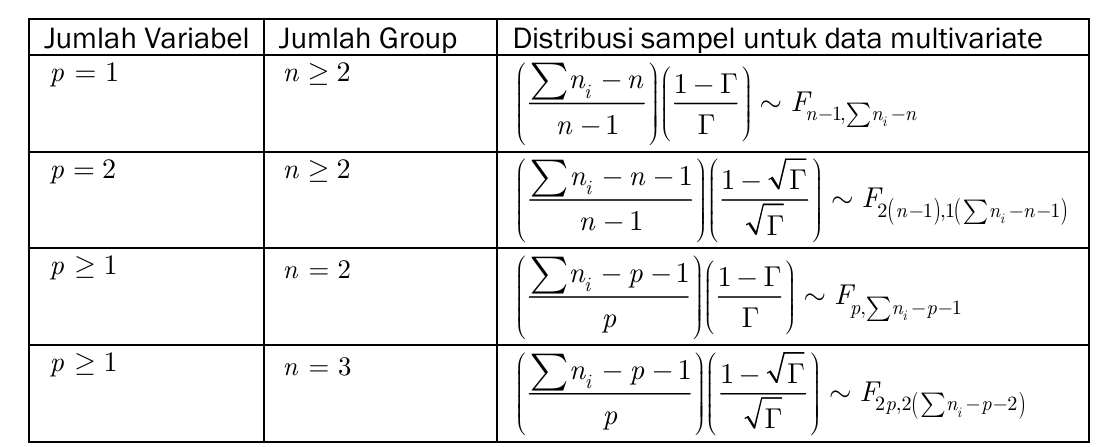 Jumlah Variabel | Jumlah Group | Distribusi sampel untuk data multivariate
p = 1 | n ≥ 2 | ((∑n_i − n)/(n − 1)) ((1 − Γ)/Γ) ∼ F_{n−1,∑n_i−n}
p = 2 | n ≥ 2 | ((∑n_i − n − 1)/(n − 1)) ((1 − √Γ)/√Γ) ∼ F_{2(n−1),1(∑n_i−n−1)}
p ≥ 1 | n = 2 | ((∑n_i − p − 1)/p) ((1 − Γ)/Γ) ∼ F_{p,∑n_i−p−1}
p ≥ 1 | n = 3 | ((∑n_i − p − 1)/p) ((1 − √Γ)/√Γ) ∼ F_{2p,2(∑n_i−p−2)}